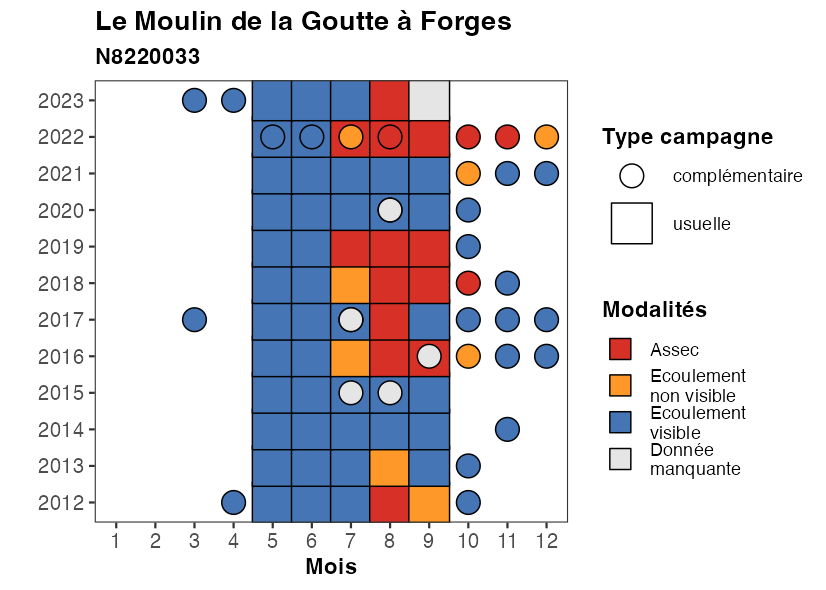 Le Moulin de la Goutte à Forges
N8220033
2023
2022
2021
2020
2019
2018
2017
2016
2015
2014
2013
2012
1 2 3 4 5 6 7 8 9 10 11 12
Mois
Type campagne
complémentaire
usuelle
Modalités
Assec
Ecoulement
non visible
Ecoulement
visible
Donnée
manquante